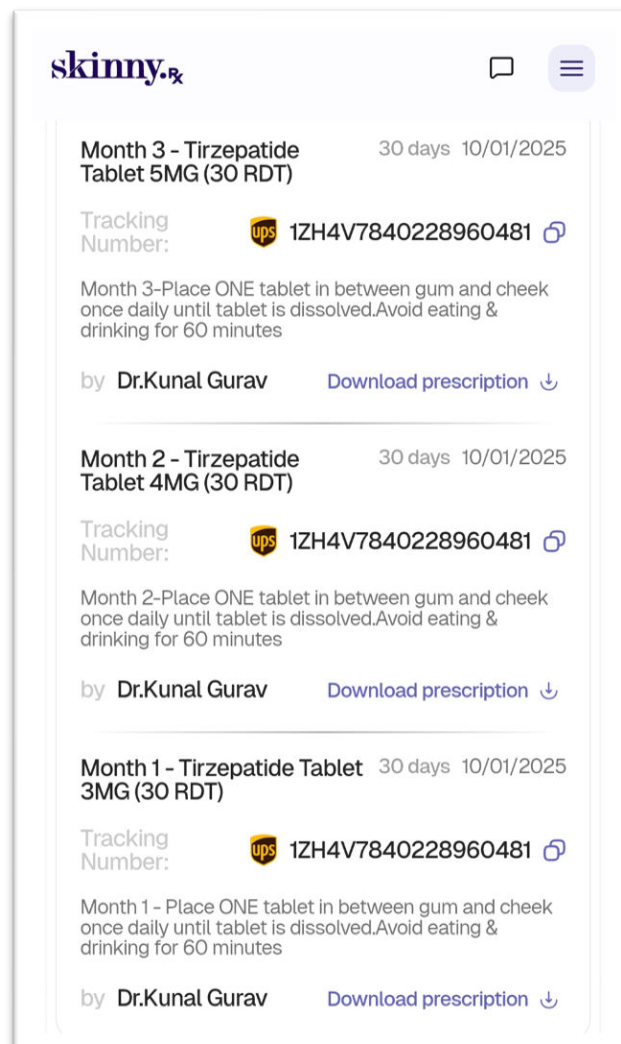 skinny.Rx
Month 3 - Tirzepatide 30 days 10/01/2025
Tablet 5MG (30 RDT)
Tracking
Number: ups 1ZH4V7840228960481
Month 3-Place ONE tablet in between gum and cheek
once daily until tablet is dissolved.Avoid eating &
drinking for 60 minutes
by Dr.Kunal Gurav Download prescription
Month 2 - Tirzepatide 30 days 10/01/2025
Tablet 4MG (30 RDT)
Tracking
Number: ups 1ZH4V7840228960481
Month 2-Place ONE tablet in between gum and cheek
once daily until tablet is dissolved.Avoid eating &
drinking for 60 minutes
by Dr.Kunal Gurav Download prescription
Month 1 - Tirzepatide Tablet 30 days 10/01/2025
3MG (30 RDT)
Tracking
Number: ups 1ZH4V7840228960481
Month 1 - Place ONE tablet in between gum and cheek
once daily until tablet is dissolved.Avoid eating &
drinking for 60 minutes
by Dr.Kunal Gurav Download prescription